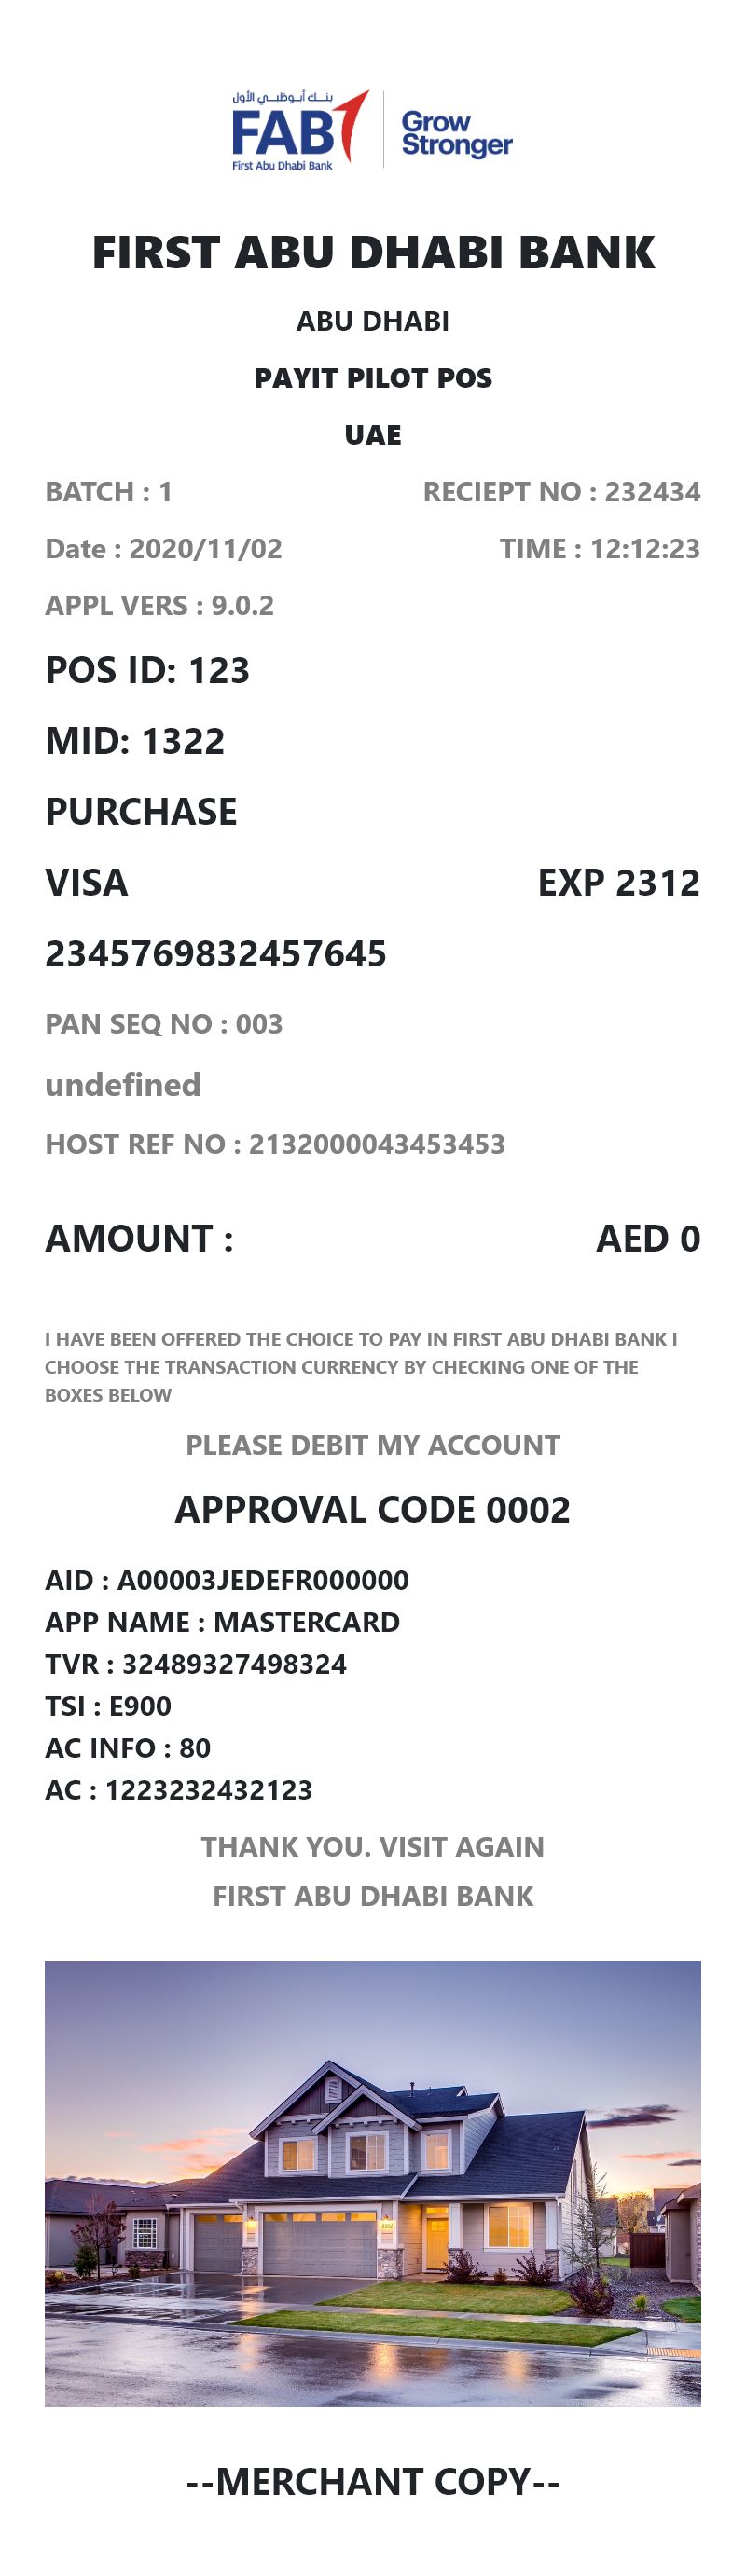 بنك أبوظبي الأول
FAB
First Abu Dhabi Bank
Grow
Stronger
FIRST ABU DHABI BANK
ABU DHABI
PAYIT PILOT POS
UAE
BATCH : 1 RECIEPT NO : 232434
Date : 2020/11/02 TIME : 12:12:23
APPL VERS : 9.0.2
POS ID: 123
MID: 1322
PURCHASE
VISA EXP 2312
2345769832457645
PAN SEQ NO : 003
undefined
HOST REF NO : 2132000043453453
AMOUNT : AED 0
I HAVE BEEN OFFERED THE CHOICE TO PAY IN FIRST ABU DHABI BANK I
CHOOSE THE TRANSACTION CURRENCY BY CHECKING ONE OF THE
BOXES BELOW
PLEASE DEBIT MY ACCOUNT
APPROVAL CODE 0002
AID : A00003JEDEFR000000
APP NAME : MASTERCARD
TVR : 32489327498324
TSI : E900
AC INFO : 80
AC : 1223232432123
THANK YOU. VISIT AGAIN
FIRST ABU DHABI BANK
--MERCHANT COPY--